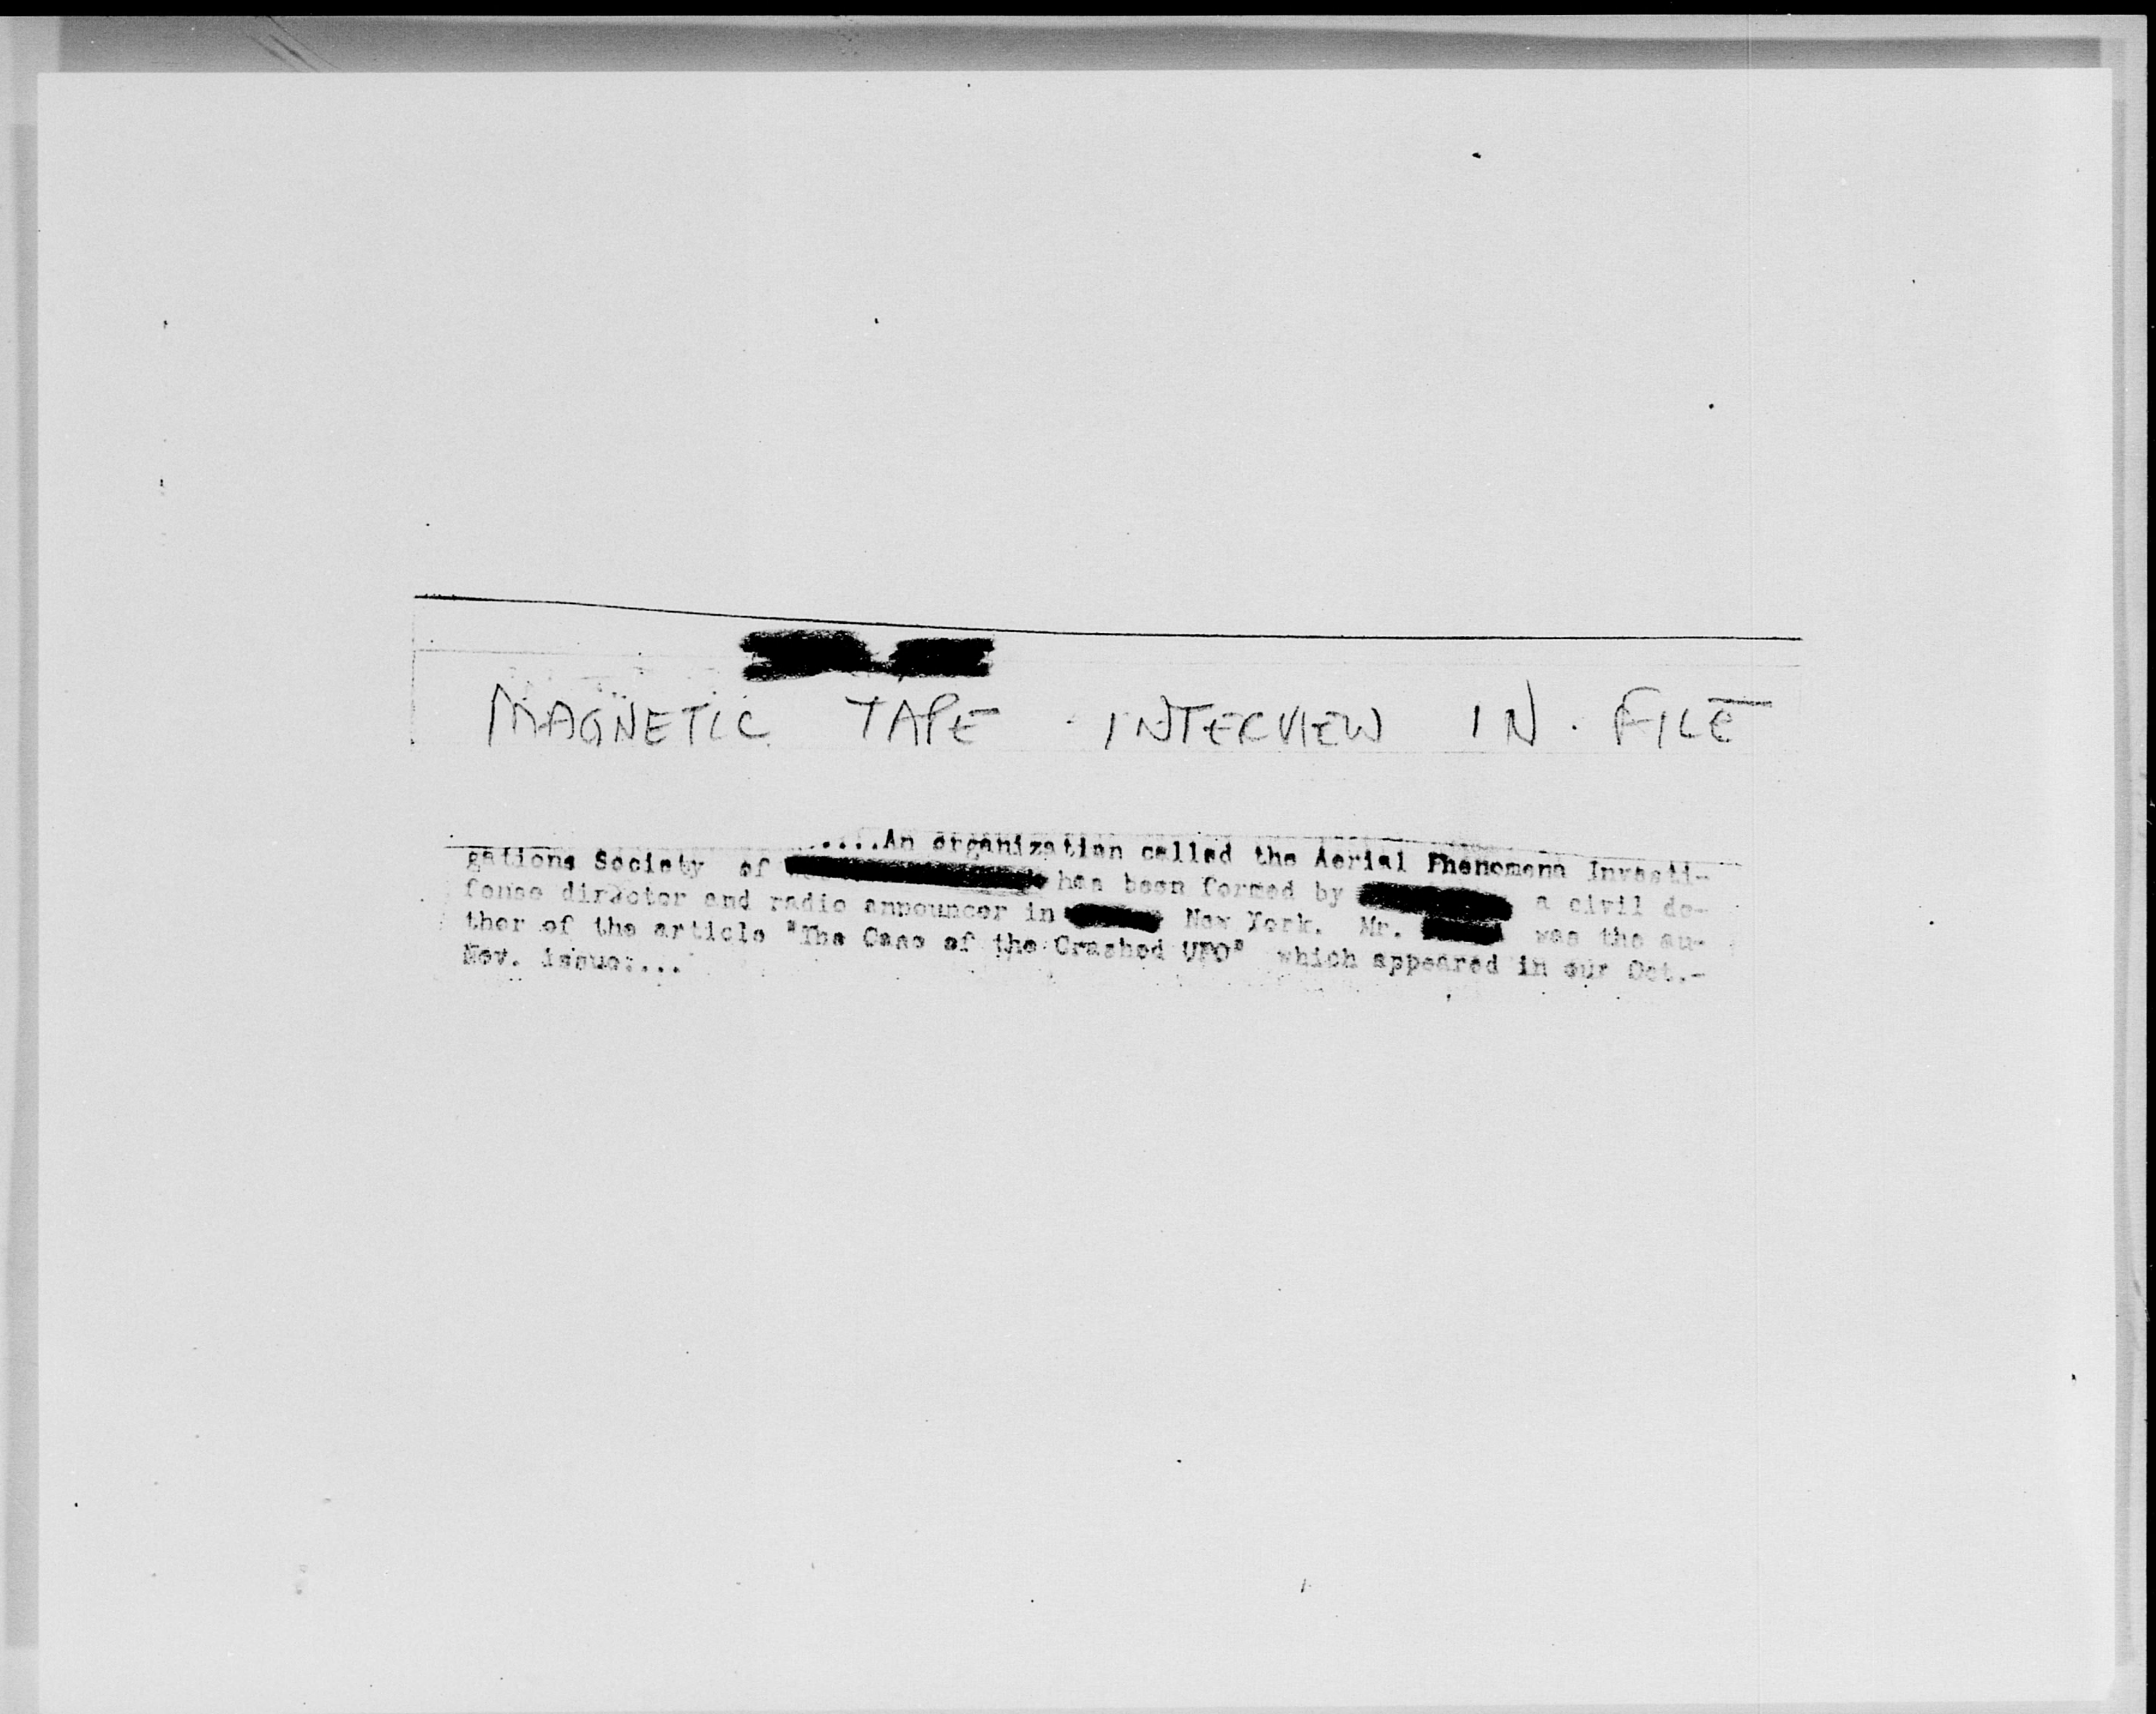 MAGNETIC TAPE INTERVIEW IN FILE
.....An organization called the Aerial Phenomena Investi-
gations Society of has been formed by a civil de-
fense director and radio announcer in New York. Mr. was the au-
ther of the article "The Case of the Crashed UFO" which appeared in our Oct.-
Nov. issue....